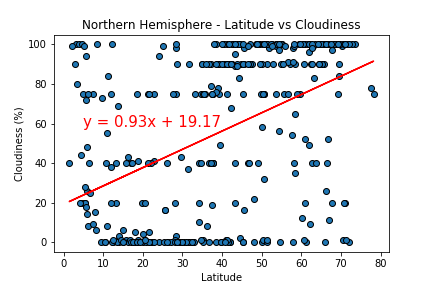 Northern Hemisphere - Latitude vs Cloudiness
Cloudiness (%)
100
80
60
40
20
0
y = 0.93x + 19.17
0 10 20 30 40 50 60 70 80
Latitude